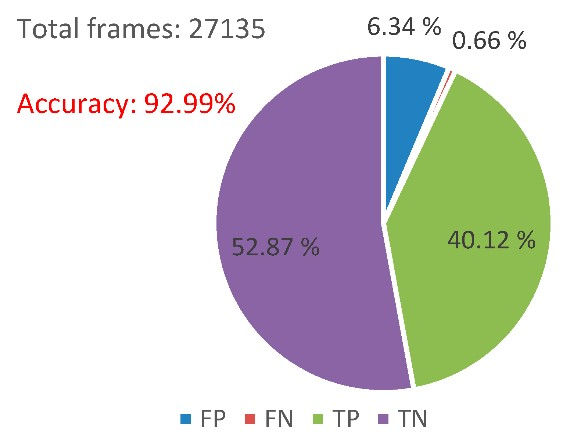 Total frames: 27135
6.34 %
0.66 %
Accuracy: 92.99%
52.87 %
40.12 %
FP FN TP TN